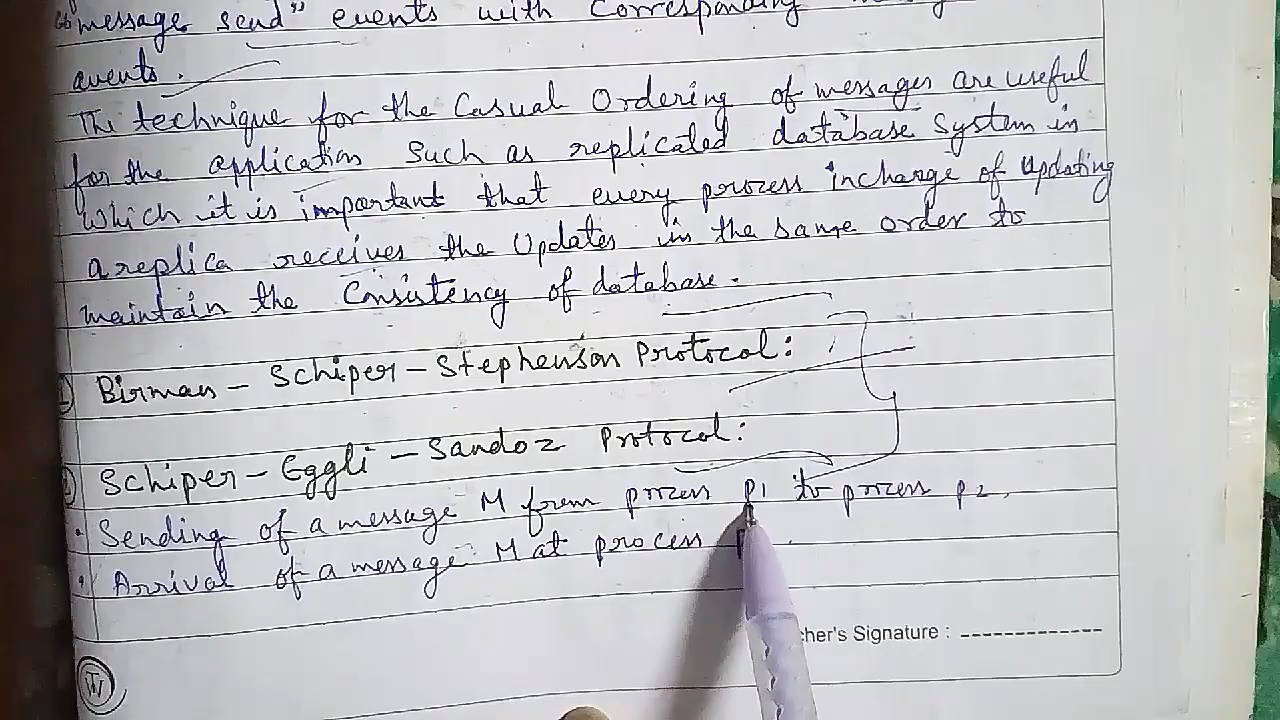 "message send" events with corresponding
events.
The technique for the Casual Ordering of messages are useful
for the application such as replicated database system in
which it is important that every process incharge of updating
a replica receives the updates in the same order to
maintain the Consistency of database.
Birman - Schiper - Stephenson Protocol:
Schiper - Eggli - Sandoz Protocol:
• Sending of a message M from process P1 to process P2.
• Arrival of a message M at process
cher's Signature :